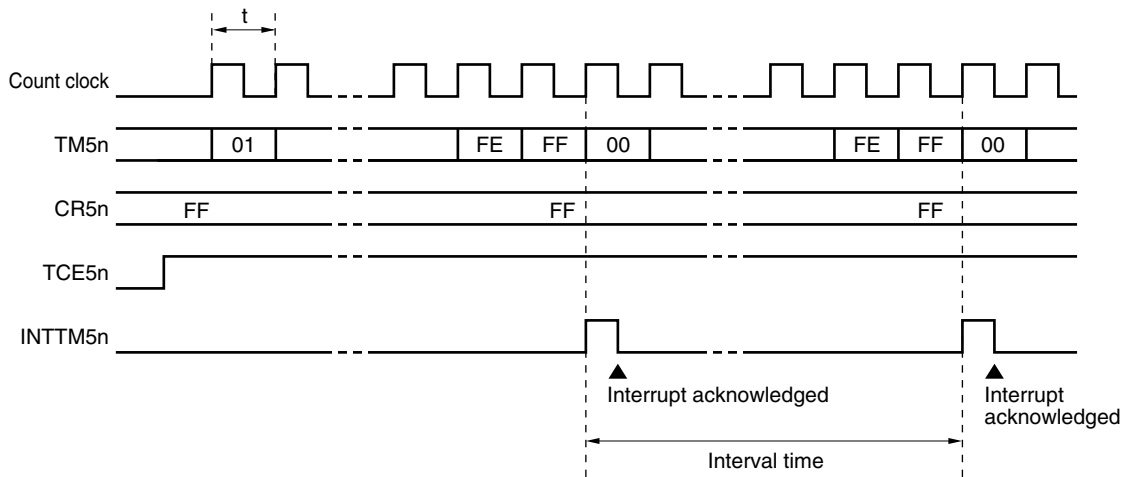 t
Count clock
TM5n 01 FE FF 00 FE FF 00
CR5n FF FF FF
TCE5n
INTTM5n
Interrupt acknowledged
Interrupt
acknowledged
Interval time